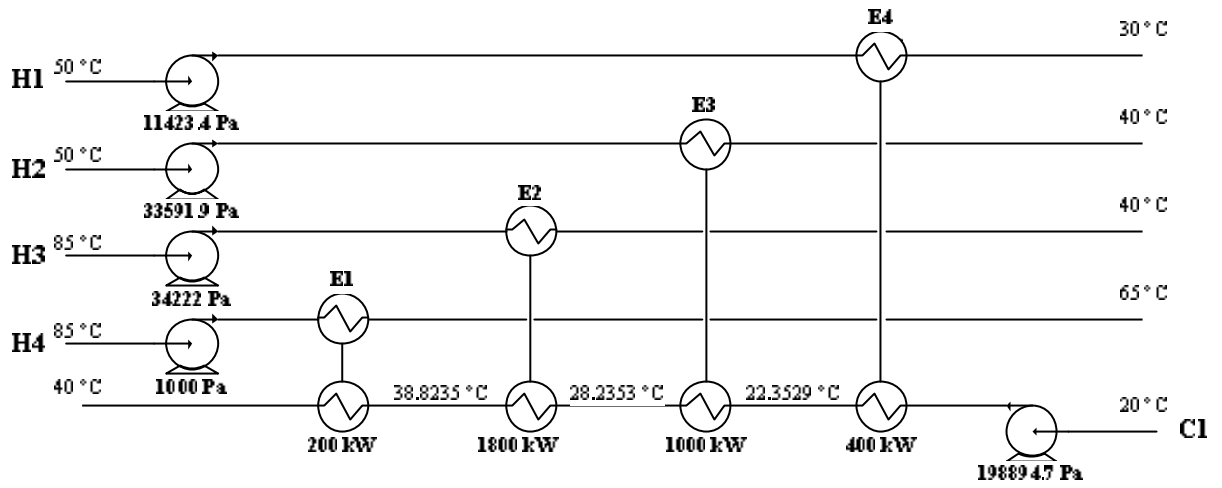 E4
30 °C
H1
50 °C
11423.4 Pa
E3
40 °C
H2
50 °C
33591.9 Pa
E2
40 °C
H3
85 °C
34222 Pa
E1
65 °C
H4
85 °C
1000 Pa
40 °C
38.8235 °C
28.2353 °C
22.3529 °C
20 °C
C1
200 kW
1800 kW
1000 kW
400 kW
198894.7 Pa